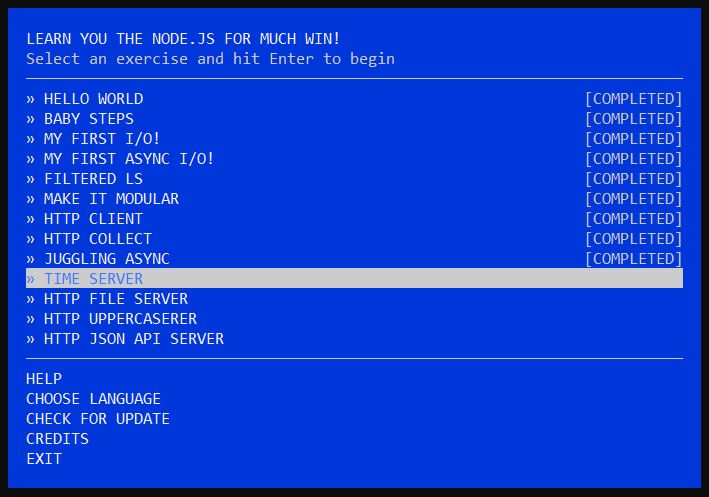 LEARN YOU THE NODE.JS FOR MUCH WIN!
Select an exercise and hit Enter to begin
» HELLO WORLD [COMPLETED]
» BABY STEPS [COMPLETED]
» MY FIRST I/O! [COMPLETED]
» MY FIRST ASYNC I/O! [COMPLETED]
» FILTERED LS [COMPLETED]
» MAKE IT MODULAR [COMPLETED]
» HTTP CLIENT [COMPLETED]
» HTTP COLLECT [COMPLETED]
» JUGGLING ASYNC [COMPLETED]
» TIME SERVER
» HTTP FILE SERVER
» HTTP UPPERCASERER
» HTTP JSON API SERVER
HELP
CHOOSE LANGUAGE
CHECK FOR UPDATE
CREDITS
EXIT